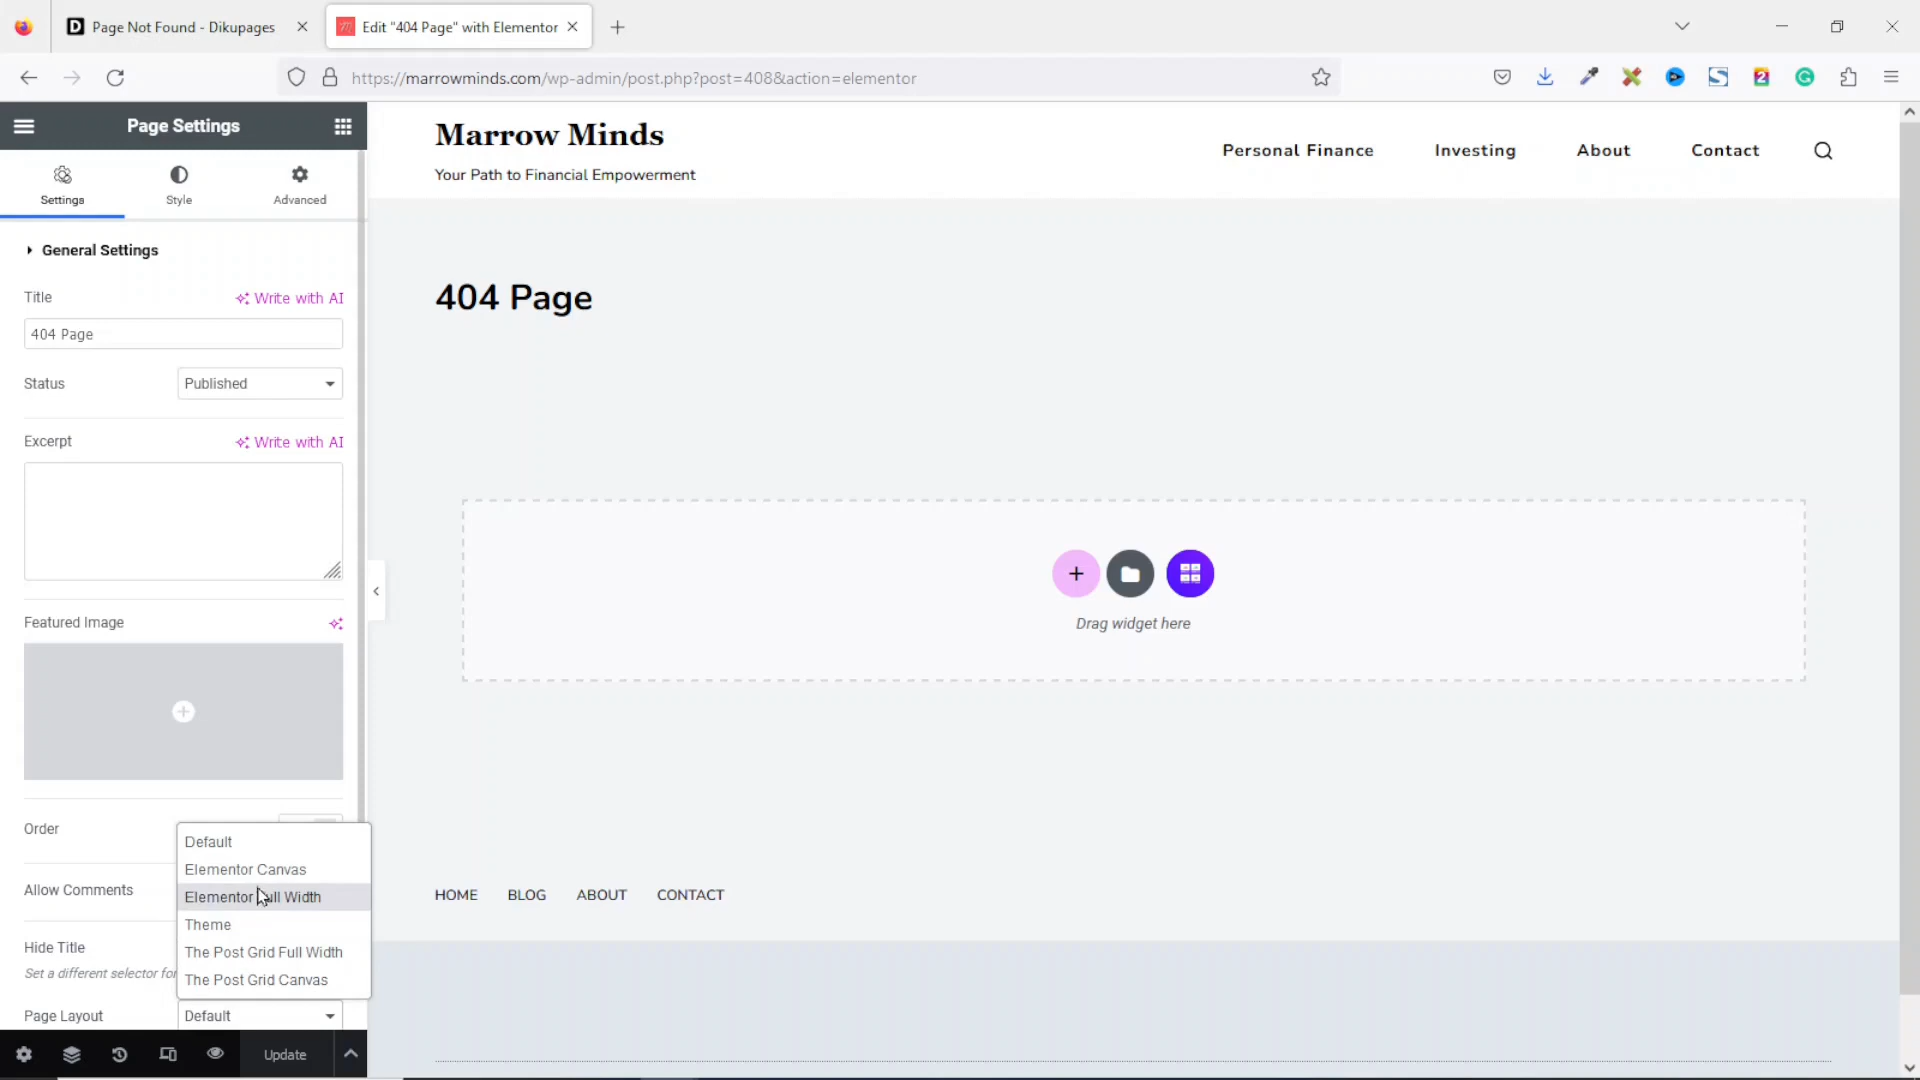 Page Not Found - Dikupages
Edit "404 Page" with Elementor
https://marrowminds.com/wp-admin/post.php?post=408&action=elementor
Page Settings
Settings
Style
Advanced
General Settings
Title
Write with AI
404 Page
Status
Published
Excerpt
Write with AI
Featured Image
Order
Default
Elementor Canvas
Allow Comments
Elementor Full Width
Theme
Hide Title
The Post Grid Full Width
Set a different selector for
The Post Grid Canvas
Page Layout
Default
Update
Marrow Minds
Your Path to Financial Empowerment
Personal Finance
Investing
About
Contact
404 Page
Drag widget here
HOME
BLOG
ABOUT
CONTACT